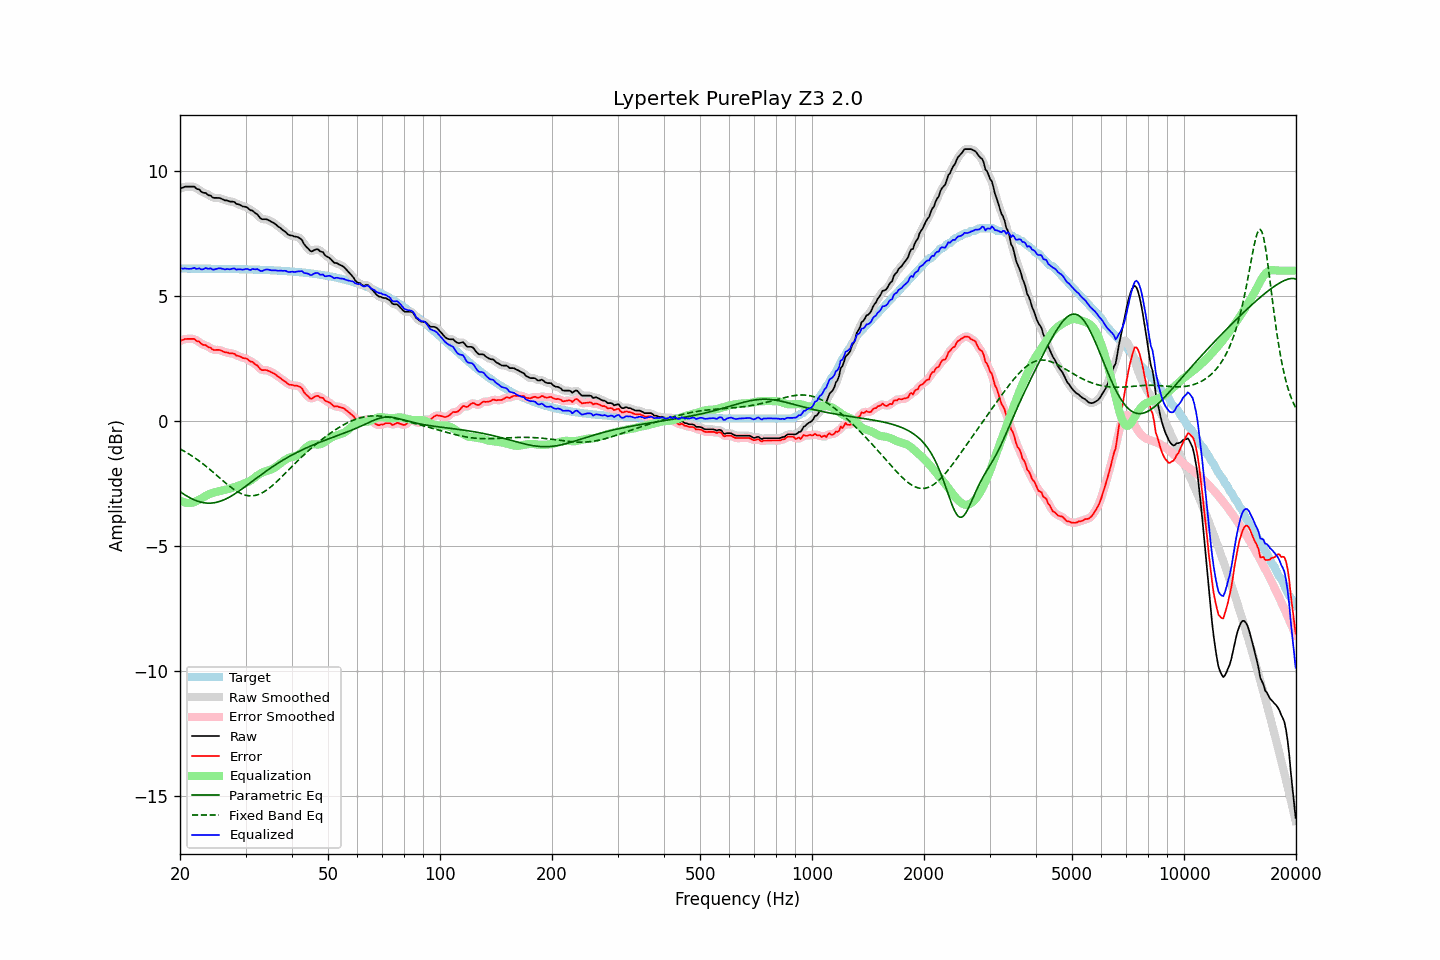 Lypertek PurePlay Z3 2.0
Amplitude (dBr)
10
5
0
−5
−10
−15
Target
Raw Smoothed
Error Smoothed
Raw
Error
Equalization
Parametric Eq
Fixed Band Eq
Equalized
20 50 100 200 500 1000 2000 5000 10000 20000
Frequency (Hz)